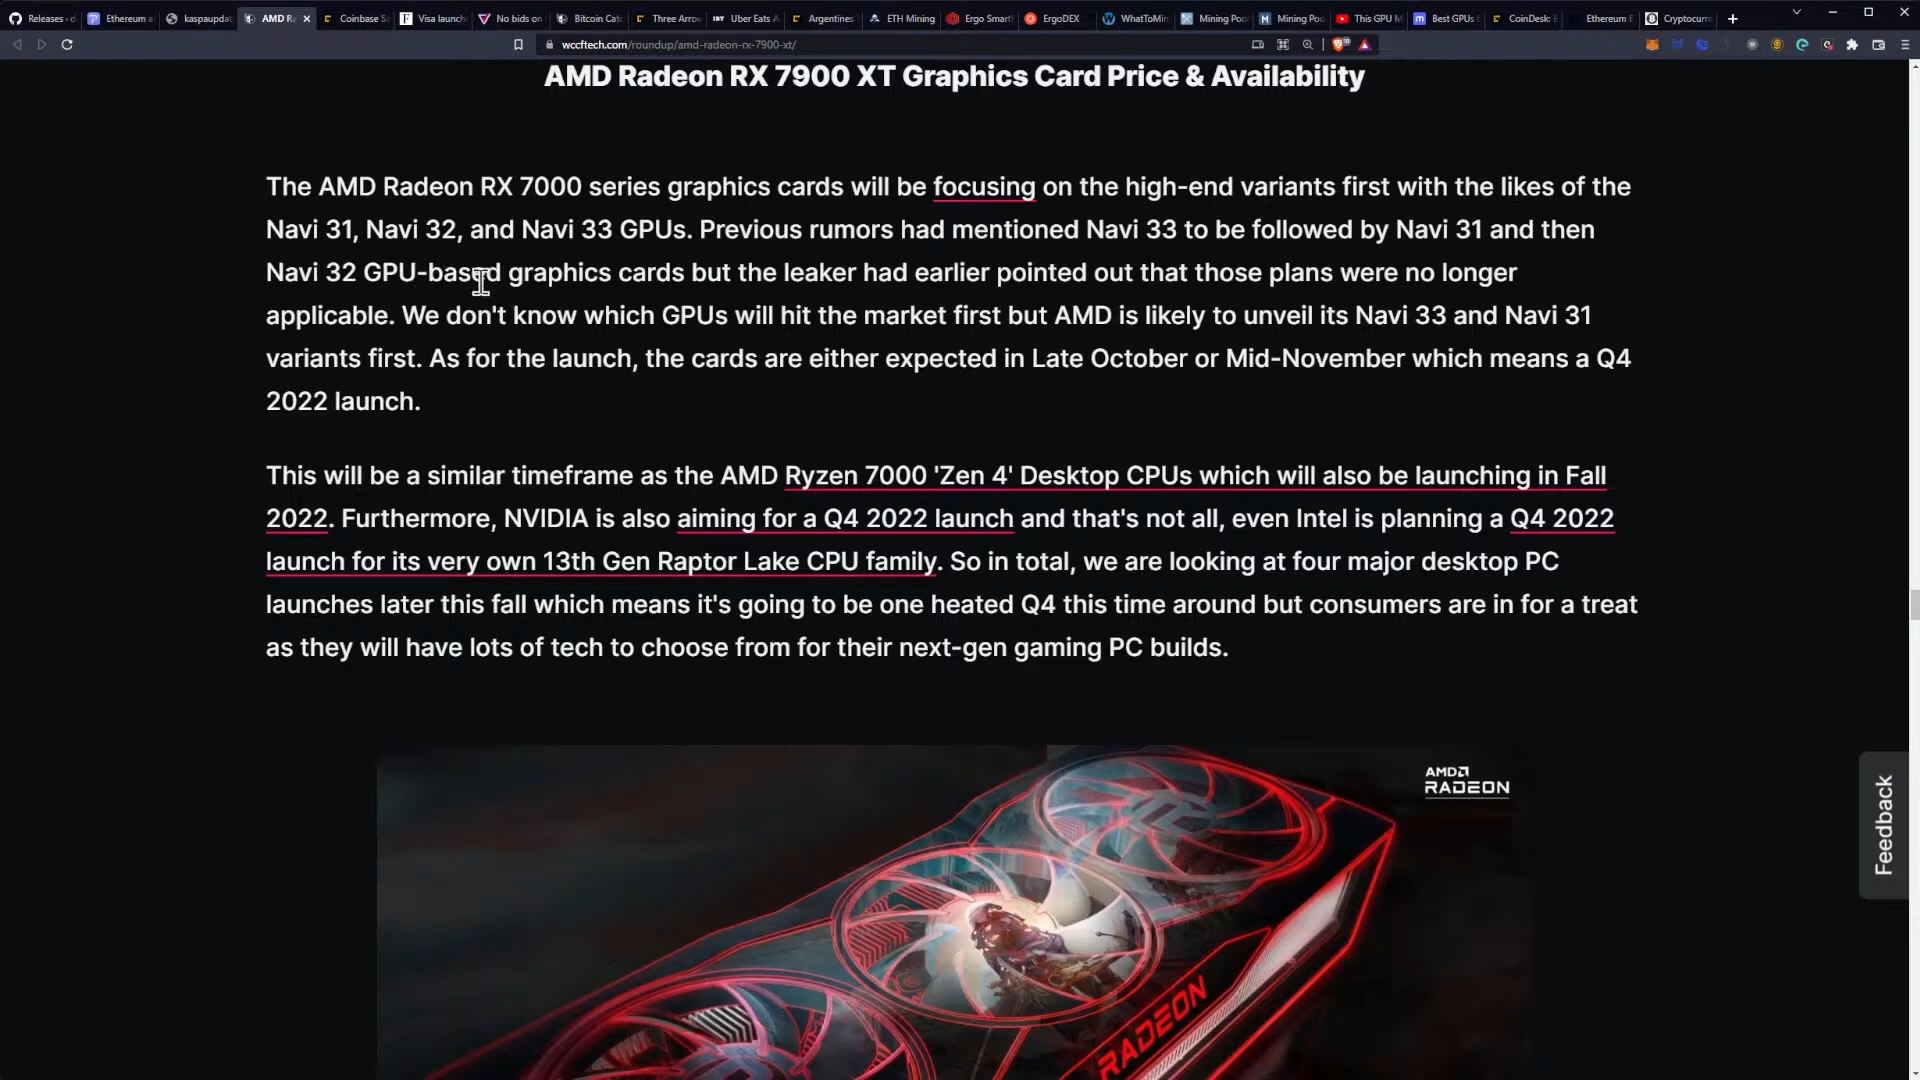 Releases - d
Ethereum a
kaspaupdat
AMD Ra
Coinbase Sa
Visa launch
No bids on
Bitcoin Cat
Three Arrow
Uber Eats A
Argentines
ETH Mining
Ergo Smart
ErgoDEX
WhatToMin
Mining Poo
Mining Poo
This GPU M
Best GPUs f
CoinDesk: B
Ethereum E
Cryptocurr
wccftech.com/roundup/amd-radeon-rx-7900-xt/
AMD Radeon RX 7900 XT Graphics Card Price & Availability
The AMD Radeon RX 7000 series graphics cards will be focusing on the high-end variants first with the likes of the
Navi 31, Navi 32, and Navi 33 GPUs. Previous rumors had mentioned Navi 33 to be followed by Navi 31 and then
Navi 32 GPU-based graphics cards but the leaker had earlier pointed out that those plans were no longer
applicable. We don't know which GPUs will hit the market first but AMD is likely to unveil its Navi 33 and Navi 31
variants first. As for the launch, the cards are either expected in Late October or Mid-November which means a Q4
2022 launch.
This will be a similar timeframe as the AMD Ryzen 7000 'Zen 4' Desktop CPUs which will also be launching in Fall
2022. Furthermore, NVIDIA is also aiming for a Q4 2022 launch and that's not all, even Intel is planning a Q4 2022
launch for its very own 13th Gen Raptor Lake CPU family. So in total, we are looking at four major desktop PC
launches later this fall which means it's going to be one heated Q4 this time around but consumers are in for a treat
as they will have lots of tech to choose from for their next-gen gaming PC builds.
AMD
RADEON
RADEON
Feedback